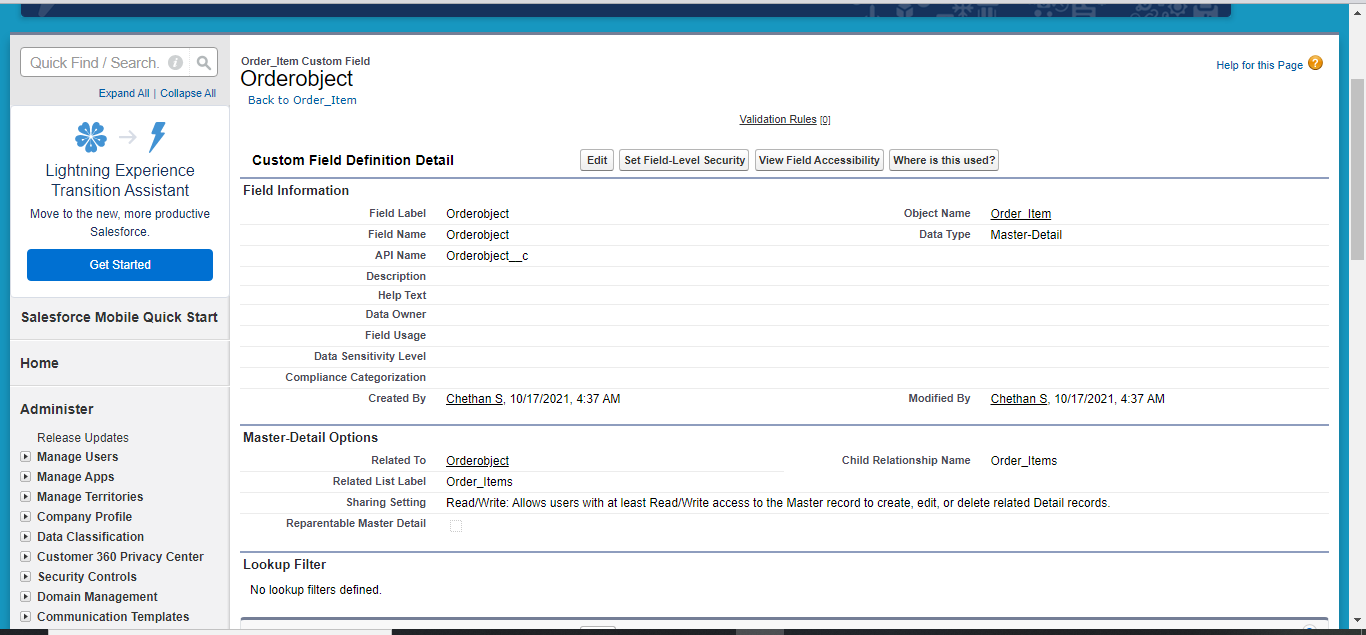 Quick Find / Search.
Expand All | Collapse All
Lightning Experience
Transition Assistant
Move to the new, more productive
Salesforce.
Get Started
Salesforce Mobile Quick Start
Home
Administer
Release Updates
Manage Users
Manage Apps
Manage Territories
Company Profile
Data Classification
Customer 360 Privacy Center
Security Controls
Domain Management
Communication Templates
Order_Item Custom Field
Orderobject
Back to Order_Item
Help for this Page
Validation Rules [0]
Custom Field Definition Detail
Edit
Set Field-Level Security
View Field Accessibility
Where is this used?
Field Information
Field Label Orderobject Object Name Order_Item
Field Name Orderobject Data Type Master-Detail
API Name Orderobject__c
Description
Help Text
Data Owner
Field Usage
Data Sensitivity Level
Compliance Categorization
Created By Chethan S, 10/17/2021, 4:37 AM Modified By Chethan S, 10/17/2021, 4:37 AM
Master-Detail Options
Related To Orderobject Child Relationship Name Order_Items
Related List Label Order_Items
Sharing Setting Read/Write: Allows users with at least Read/Write access to the Master record to create, edit, or delete related Detail records.
Reparentable Master Detail
Lookup Filter
No lookup filters defined.